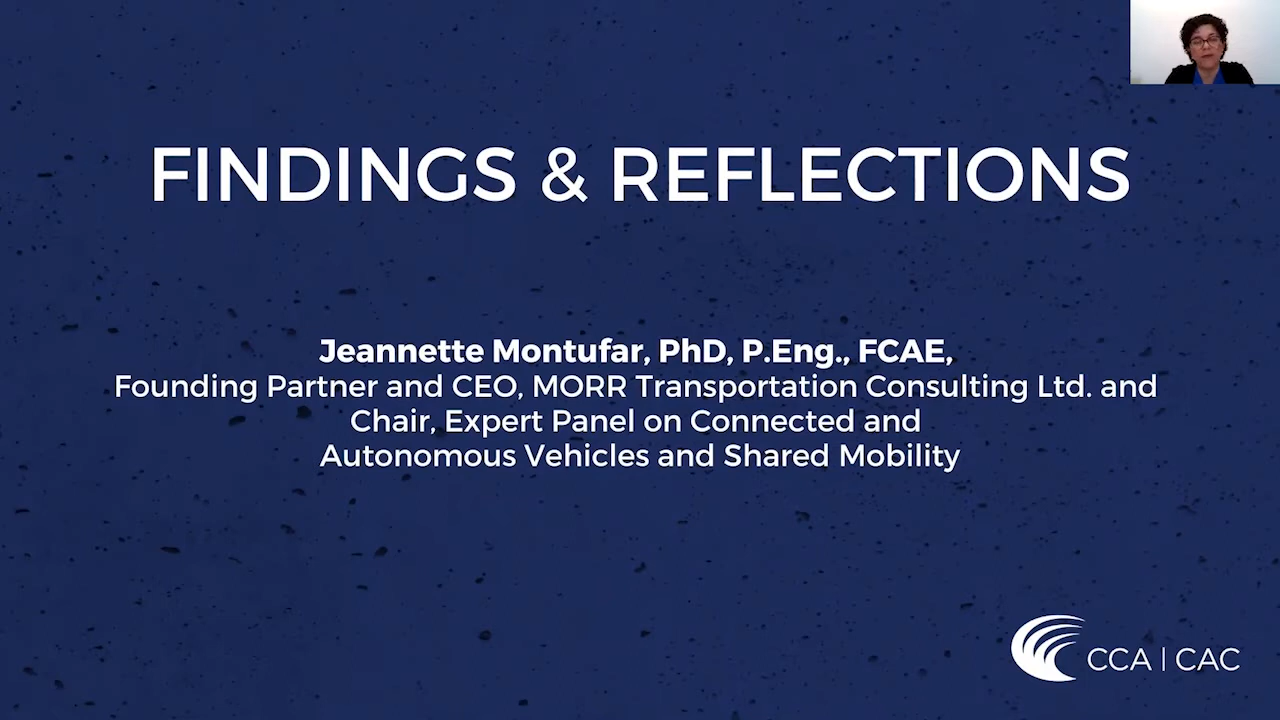 FINDINGS & REFLECTIONS
Jeannette Montufar, PhD, P.Eng., FCAE,
Founding Partner and CEO, MORR Transportation Consulting Ltd. and
Chair, Expert Panel on Connected and
Autonomous Vehicles and Shared Mobility
CCA | CAC